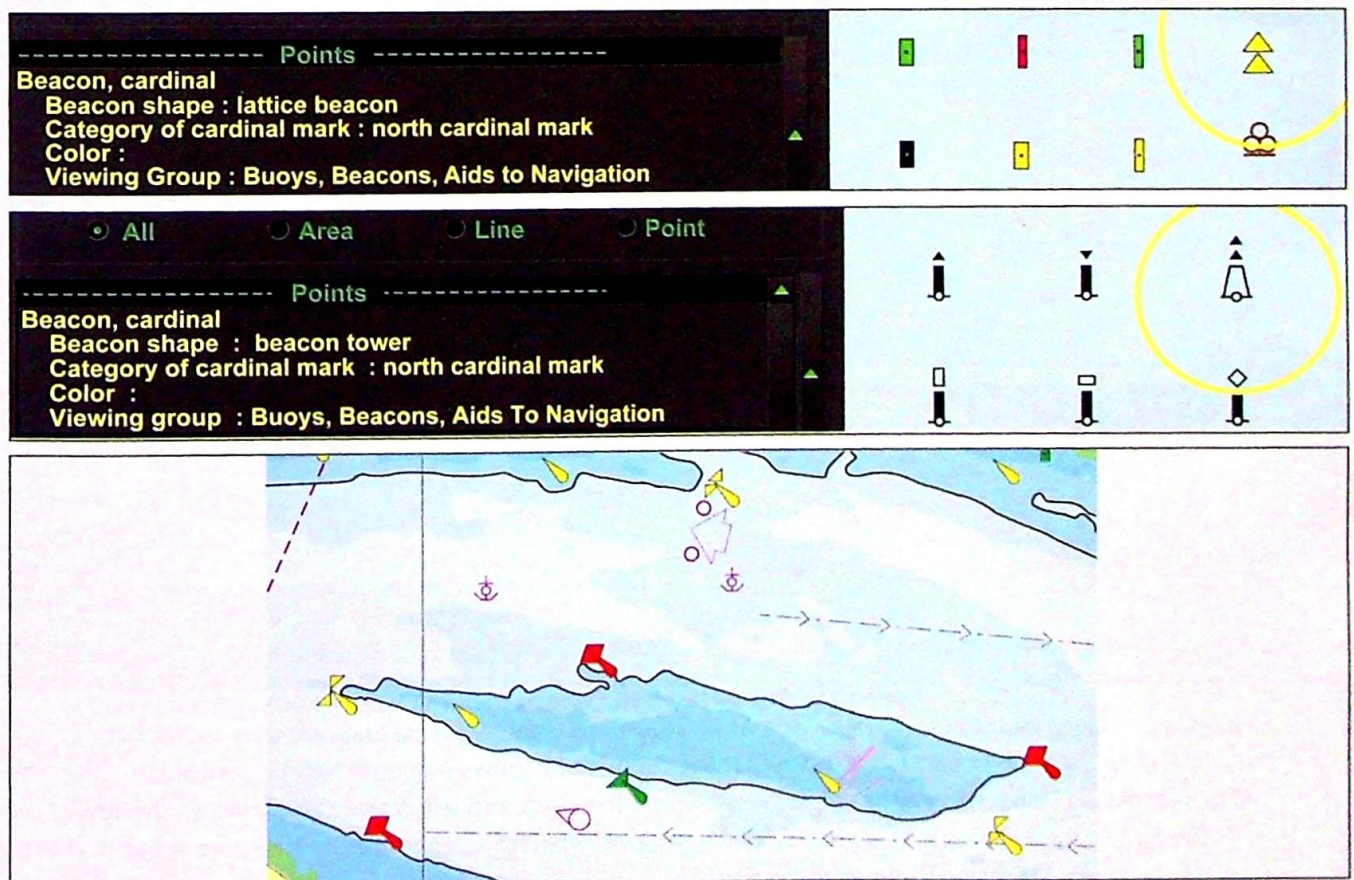 ------------------- Points -----------------------
Beacon, cardinal
Beacon shape : lattice beacon
Category of cardinal mark : north cardinal mark
Color :
Viewing Group : Buoys, Beacons, Aids to Navigation
All Area Line Point
------------------- Points -----------------------
Beacon, cardinal
Beacon shape : beacon tower
Category of cardinal mark : north cardinal mark
Color :
Viewing group : Buoys, Beacons, Aids To Navigation